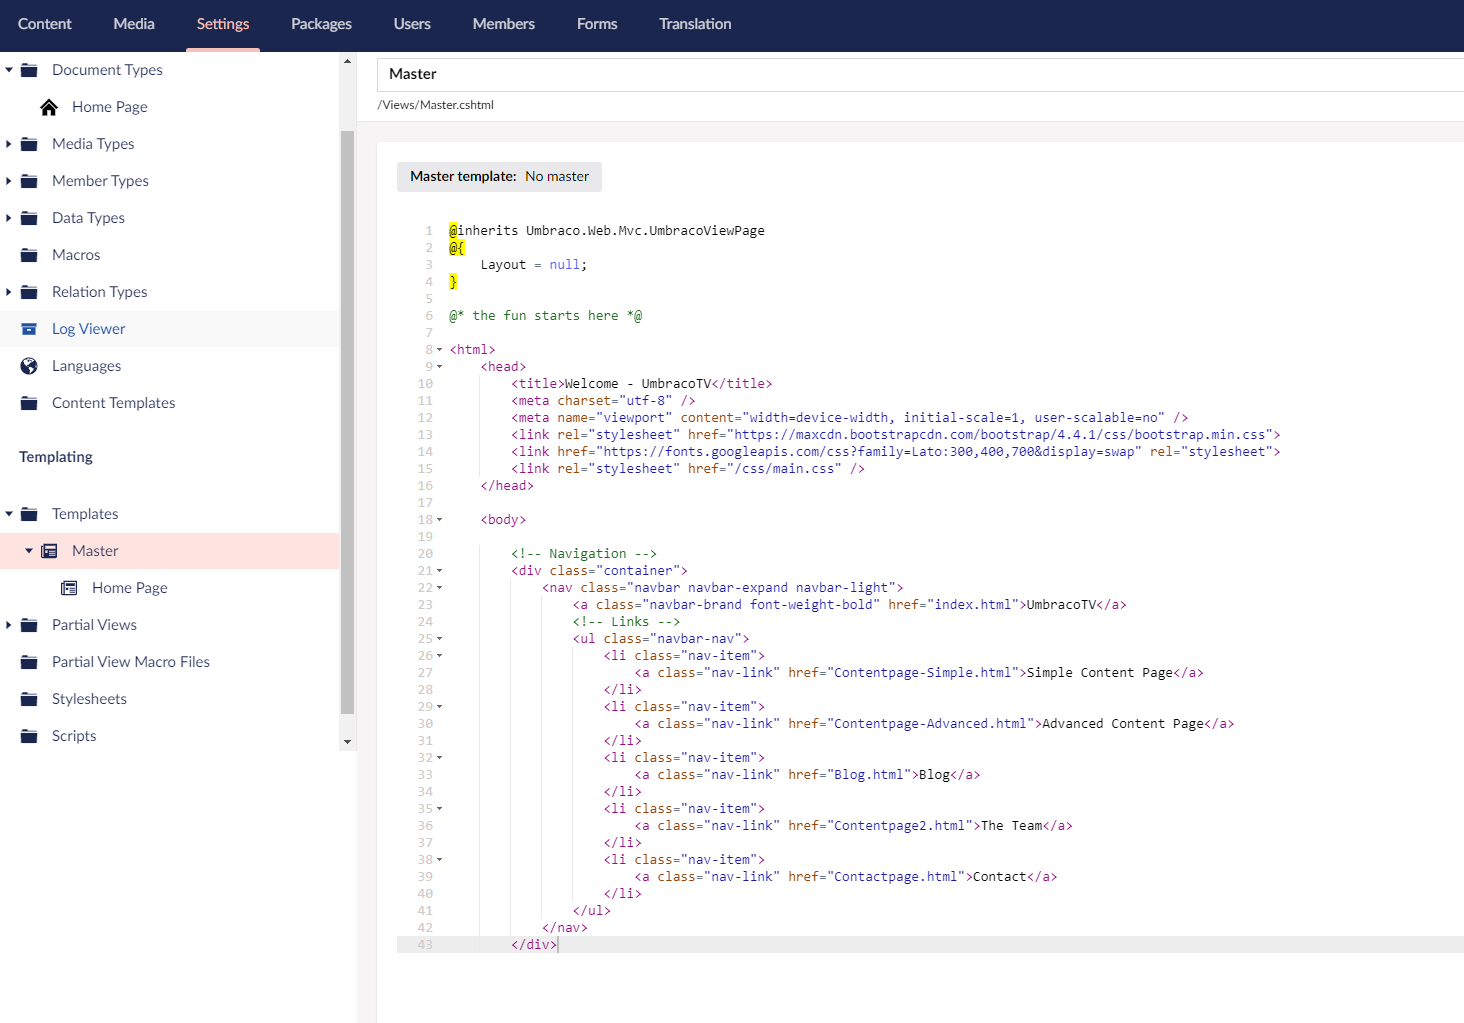 Content Media Settings Packages Users Members Forms Translation
Document Types
Home Page
Media Types
Member Types
Data Types
Macros
Relation Types
Log Viewer
Languages
Content Templates
Templating
Templates
Master
Home Page
Partial Views
Partial View Macro Files
Stylesheets
Scripts
Master
/Views/Master.cshtml
Master template: No master
1 @inherits Umbraco.Web.Mvc.UmbracoViewPage
2 @{
3 Layout = null;
4 }
5
6 @* the fun starts here *@
7
8 <html>
9 <head>
10 <title>Welcome - UmbracoTV</title>
11 <meta charset="utf-8" />
12 <meta name="viewport" content="width=device-width, initial-scale=1, user-scalable=no" />
13 <link rel="stylesheet" href="https://maxcdn.bootstrapcdn.com/bootstrap/4.4.1/css/bootstrap.min.css">
14 <link href="https://fonts.googleapis.com/css?family=Lato:300,400,700&display=swap" rel="stylesheet">
15 <link rel="stylesheet" href="/css/main.css" />
16 </head>
17
18 <body>
19
20 <!-- Navigation -->
21 <div class="container">
22 <nav class="navbar navbar-expand navbar-light">
23 <a class="navbar-brand font-weight-bold" href="index.html">UmbracoTV</a>
24 <!-- Links -->
25 <ul class="navbar-nav">
26 <li class="nav-item">
27 <a class="nav-link" href="Contentpage-Simple.html">Simple Content Page</a>
28 </li>
29 <li class="nav-item">
30 <a class="nav-link" href="Contentpage-Advanced.html">Advanced Content Page</a>
31 </li>
32 <li class="nav-item">
33 <a class="nav-link" href="Blog.html">Blog</a>
34 </li>
35 <li class="nav-item">
36 <a class="nav-link" href="Contentpage2.html">The Team</a>
37 </li>
38 <li class="nav-item">
39 <a class="nav-link" href="Contactpage.html">Contact</a>
40 </li>
41 </ul>
42 </nav>
43 </div>